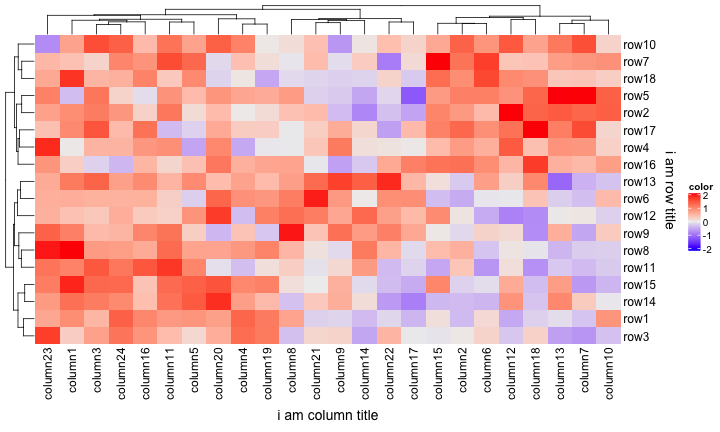 row10
row7
row18
row5
row2
row17
row4
row16
row13
row6
row12
row9
row8
row11
row15
row14
row1
row3
i am row title
color
2
1
0
-1
-2
column23
column1
column3
column24
column16
column11
column5
column20
column4
column19
column8
column21
column9
column14
column22
column17
column15
column2
column6
column12
column18
column13
column7
column10
i am column title